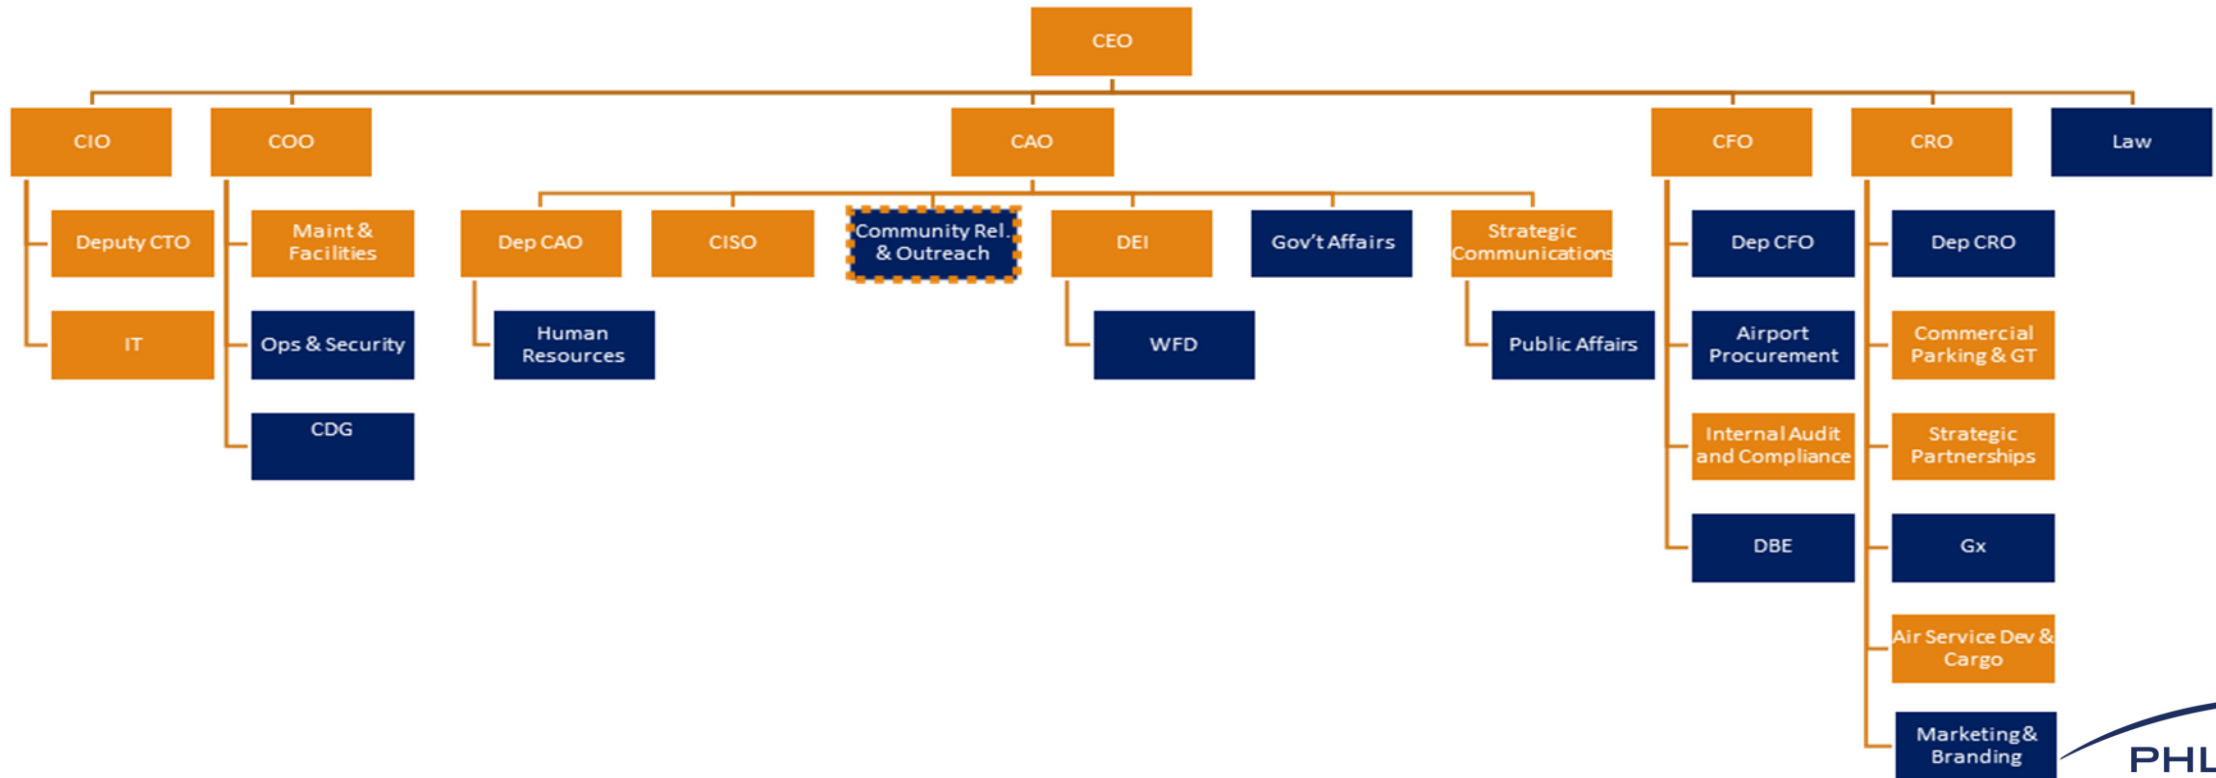 CEO
CIO
COO
CAO
CFO
CRO
Law
Deputy CTO
Maint &
Facilities
Dep CAO
CISO
Community Rel.
& Outreach
DEI
Gov't Affairs
Strategic
Communications
Dep CFO
Dep CRO
IT
Ops & Security
Human
Resources
WFD
Public Affairs
Airport
Procurement
Commercial
Parking & GT
CDG
Internal Audit
and Compliance
Strategic
Partnerships
DBE
Gx
Air Service Dev &
Cargo
Marketing &
Branding
PHL